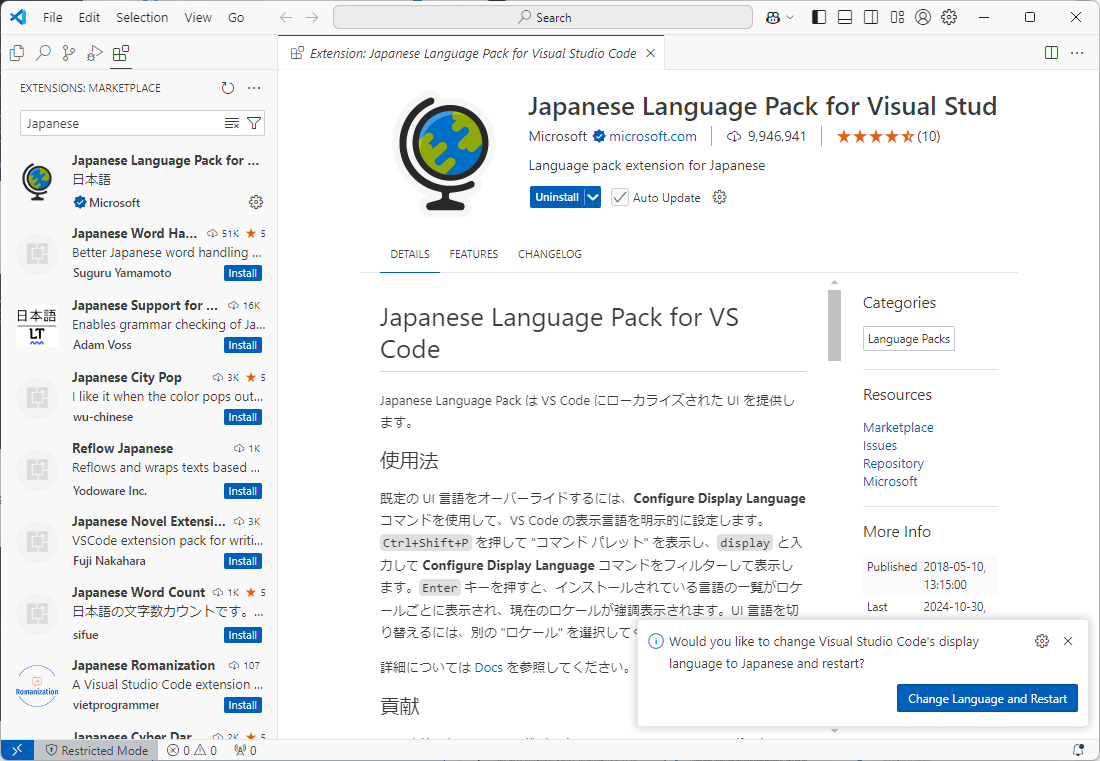 File Edit Selection View Go
Search
EXTENSIONS: MARKETPLACE
Japanese
Japanese Language Pack for ...
日本語
Microsoft
Japanese Word Ha... 51K ★ 5
Better Japanese word handling ...
Suguru Yamamoto Install
日本語
LT
Japanese Support for ... 16K
Enables grammar checking of Ja...
Adam Voss Install
Japanese City Pop 3K ★ 5
I like it when the color pops out...
wu-chinese Install
Reflow Japanese 1K
Reflows and wraps texts based ...
Yodoware Inc. Install
Japanese Novel Extensi... 3K
VSCode extension pack for writi...
Fuji Nakahara Install
Japanese Word Count 1K ★ 5
日本語の文字数カウントです。...
sifue Install
Romanization
Japanese Romanization 107
A Visual Studio Code extension ...
vietprogrammer Install
Japanese Cyber Dar... 2K ★ 5
Extension: Japanese Language Pack for Visual Studio Code
Japanese Language Pack for Visual Stud
Microsoft microsoft.com 9,946,941 ★★★★ (10)
Language pack extension for Japanese
Uninstall Auto Update
DETAILS FEATURES CHANGELOG
Japanese Language Pack for VS
Code
Japanese Language Pack は VS Code にローカライズされた UI を提供し
ます。
使用法
既定の UI 言語をオーバーライドするには、Configure Display Language
コマンドを使用して、VS Code の表示言語を明示的に設定します。
Ctrl+Shift+P を押して "コマンド パレット" を表示し、display と入
力して Configure Display Language コマンドをフィルターして表示し
ます。Enter キーを押すと、インストールされている言語の一覧がロケ
ールごとに表示され、現在のロケールが強調表示されます。UI 言語を切
り替えるには、別の "ロケール" を選択して
詳細については Docs を参照してください。
貢献
Categories
Language Packs
Resources
Marketplace
Issues
Repository
Microsoft
More Info
Published 2018-05-10,
13:15:00
Last 2024-10-30,
Would you like to change Visual Studio Code's display
language to Japanese and restart?
Change Language and Restart
Restricted Mode 0 0 0